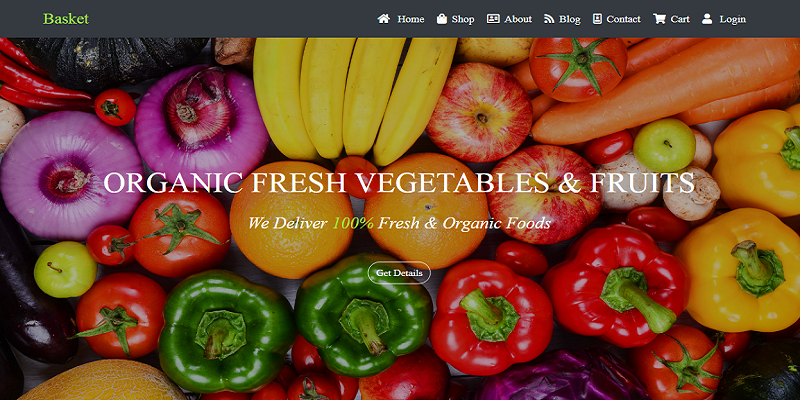 Basket
Home Shop About Blog Contact Cart Login
ORGANIC FRESH VEGETABLES & FRUITS
We Deliver 100% Fresh & Organic Foods
Get Details